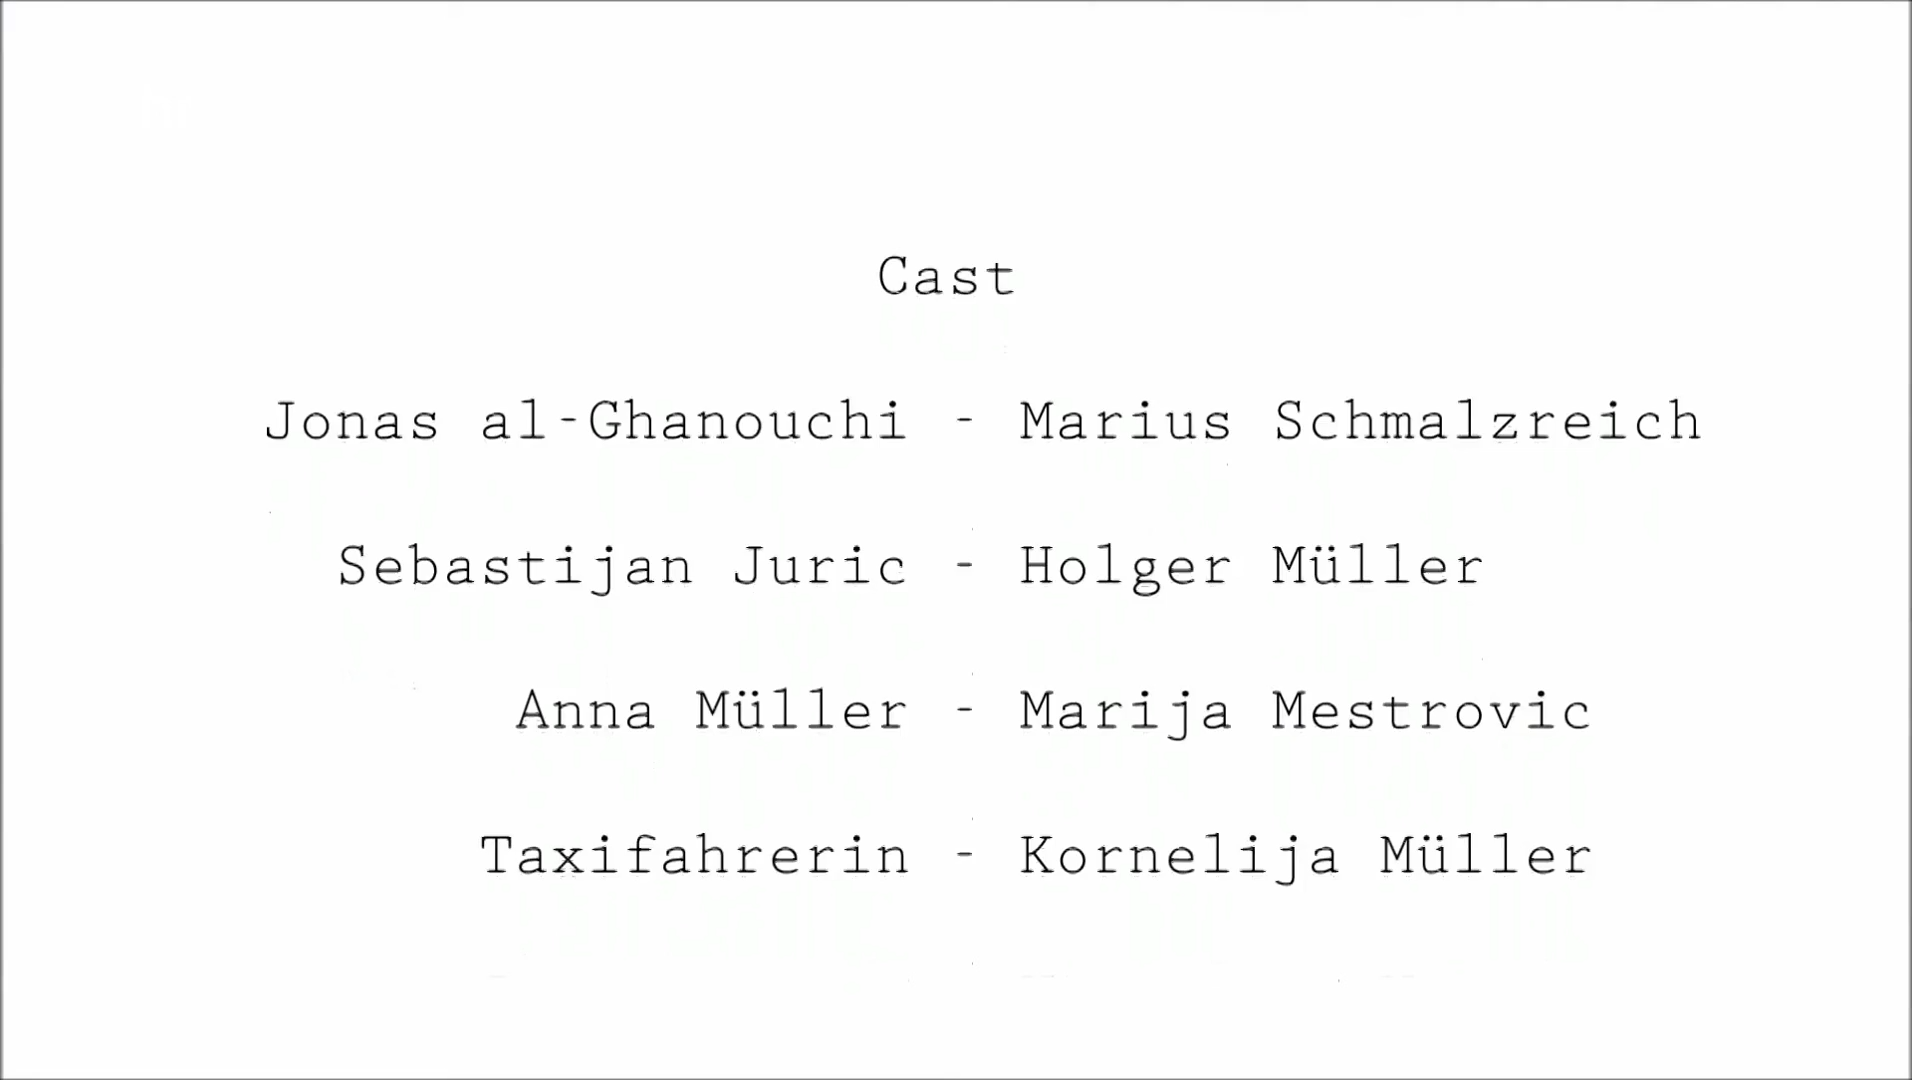 Cast
Jonas al-Ghanouchi - Marius Schmalzreich
Sebastijan Juric - Holger Müller
Anna Müller - Marija Mestrovic
Taxifahrerin - Kornelija Müller